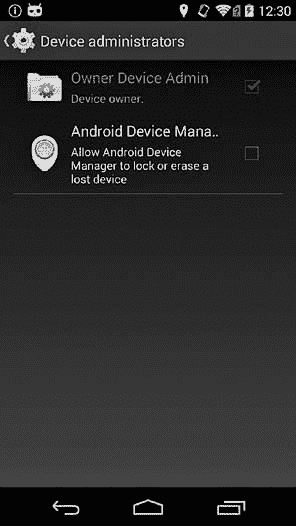 12:30
Device administrators
Owner Device Admin
Device owner.
Android Device Mana..
Allow Android Device
Manager to lock or erase a
lost device